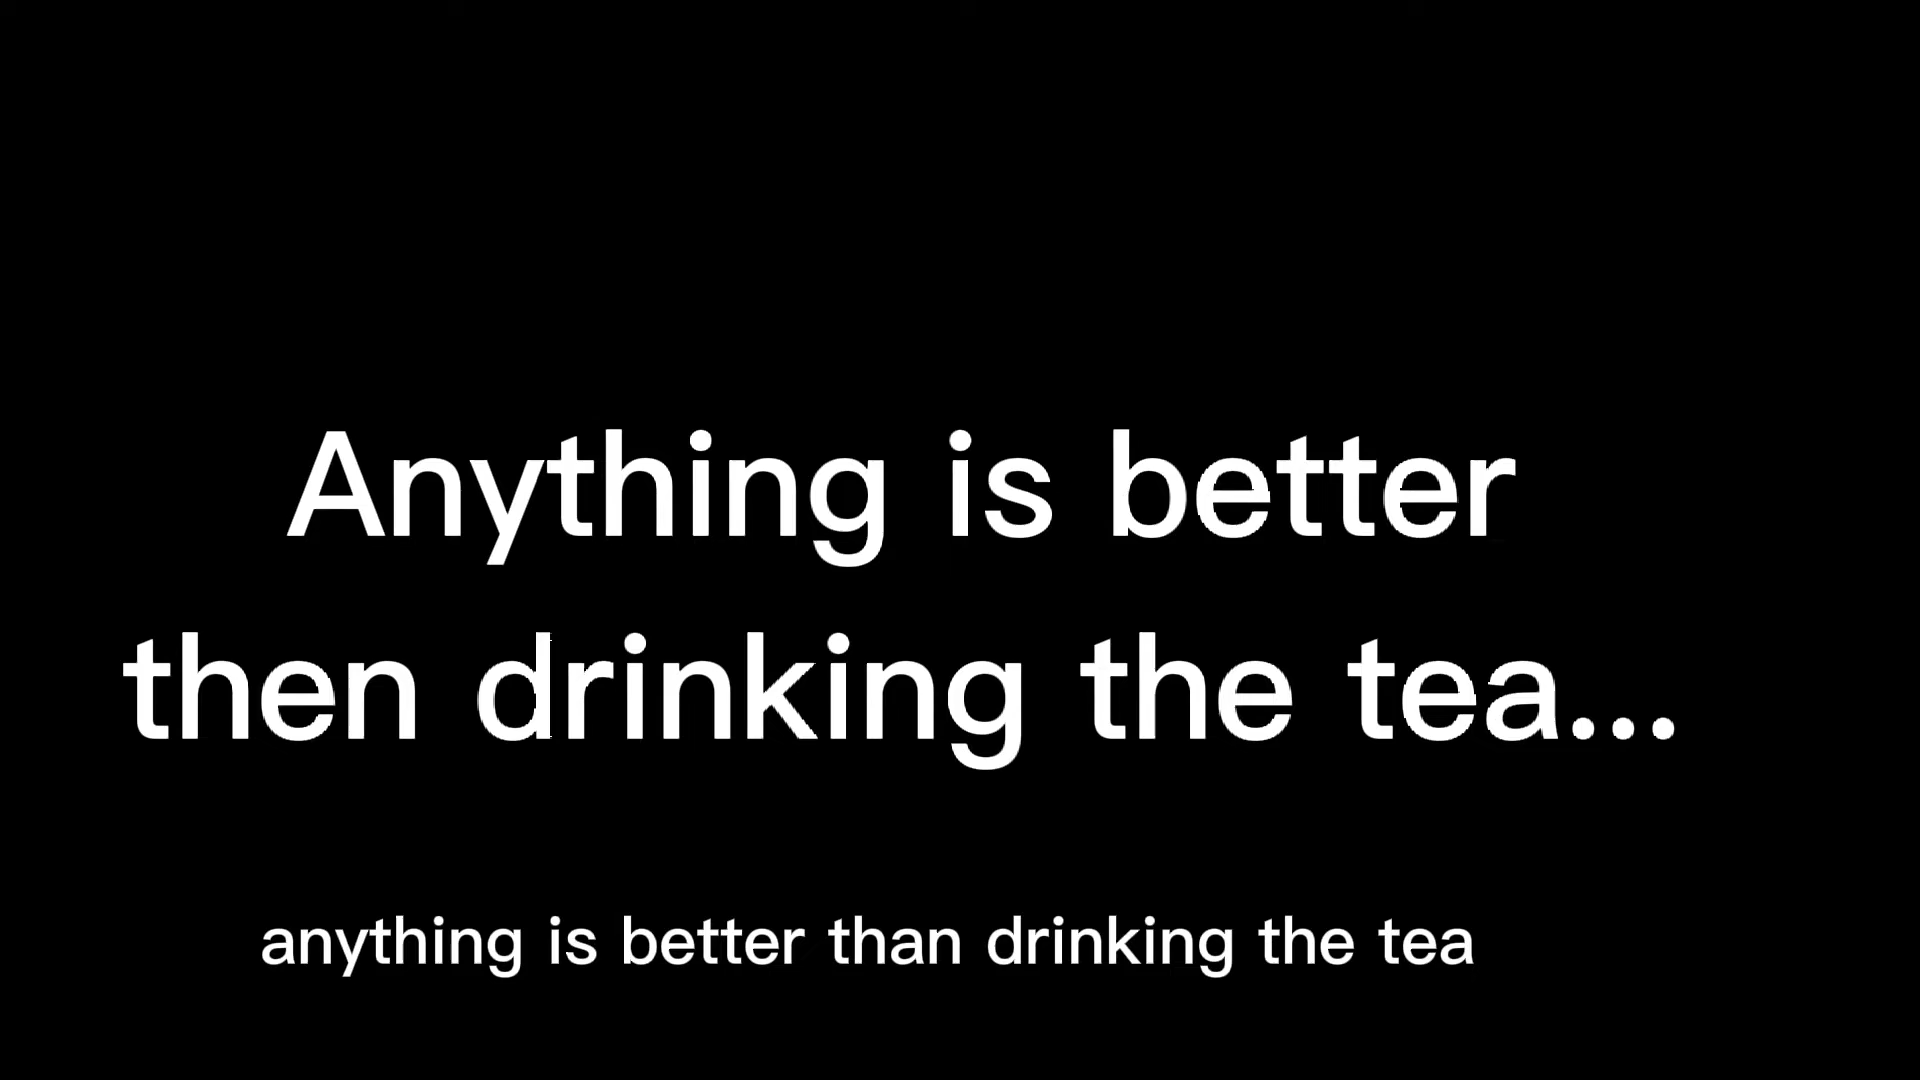 Anything is better
then drinking the tea...
anything is better than drinking the tea